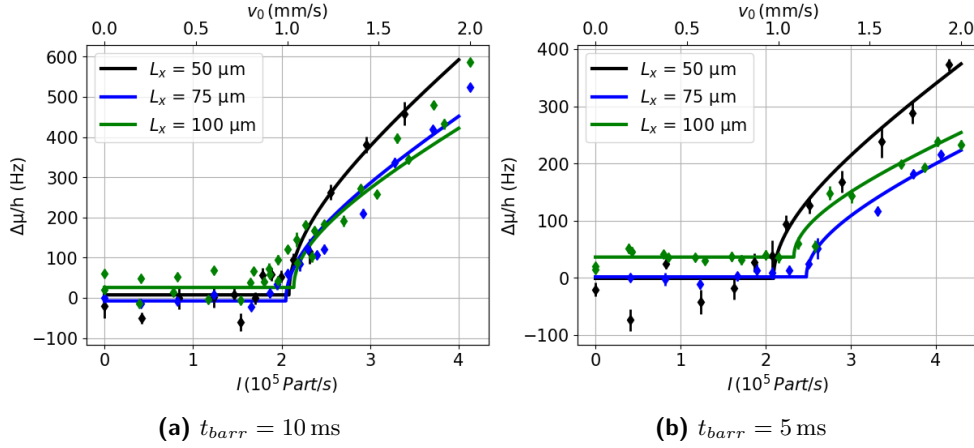 v₀ (mm/s)
0.0 0.5 1.0 1.5 2.0
600
500
400
300
200
100
0
−100
Δμ/h (Hz)
Lₓ = 50 μm
Lₓ = 75 μm
Lₓ = 100 μm
0 1 2 3 4
I (10⁵ Part/s)
(a) t_barr = 10 ms
v₀ (mm/s)
0.0 0.5 1.0 1.5 2.0
400
300
200
100
0
−100
Δμ/h (Hz)
Lₓ = 50 μm
Lₓ = 75 μm
Lₓ = 100 μm
0 1 2 3 4
I (10⁵ Part/s)
(b) t_barr = 5 ms